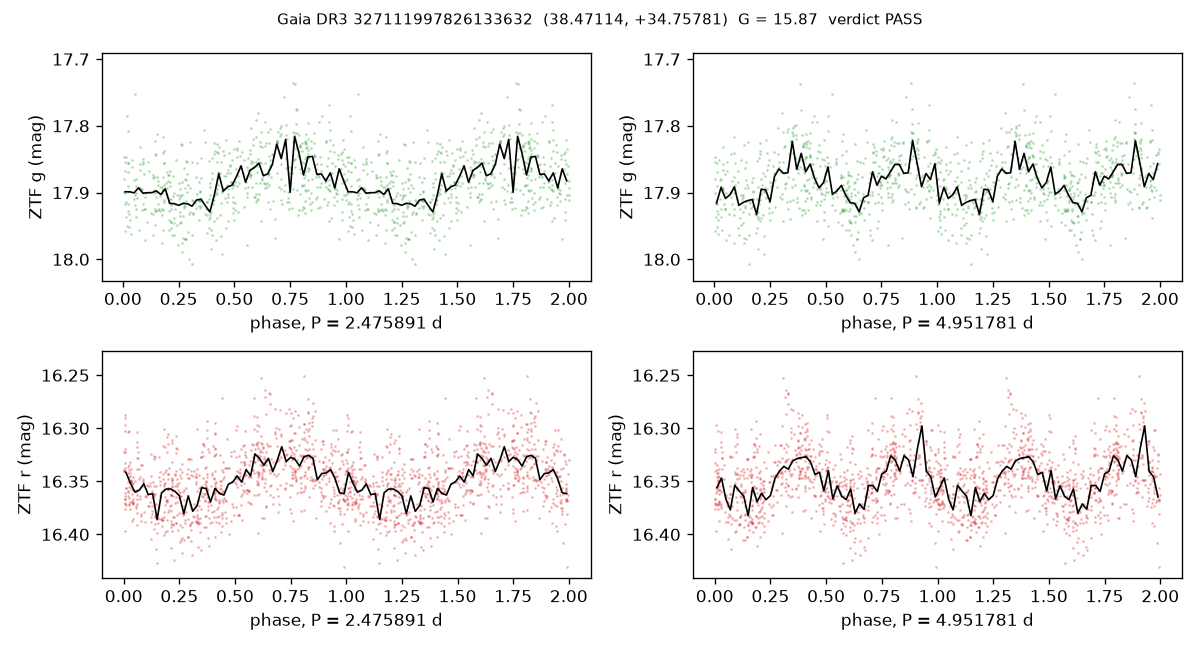 Gaia DR3 327111997826133632  (38.47114, +34.75781)  G = 15.87  verdict PASS
ZTF g (mag)
17.7
17.8
17.9
18.0
0.00 0.25 0.50 0.75 1.00 1.25 1.50 1.75 2.00
phase, P = 2.475891 d
ZTF g (mag)
17.7
17.8
17.9
18.0
0.00 0.25 0.50 0.75 1.00 1.25 1.50 1.75 2.00
phase, P = 4.951781 d
ZTF r (mag)
16.25
16.30
16.35
16.40
0.00 0.25 0.50 0.75 1.00 1.25 1.50 1.75 2.00
phase, P = 2.475891 d
ZTF r (mag)
16.25
16.30
16.35
16.40
0.00 0.25 0.50 0.75 1.00 1.25 1.50 1.75 2.00
phase, P = 4.951781 d